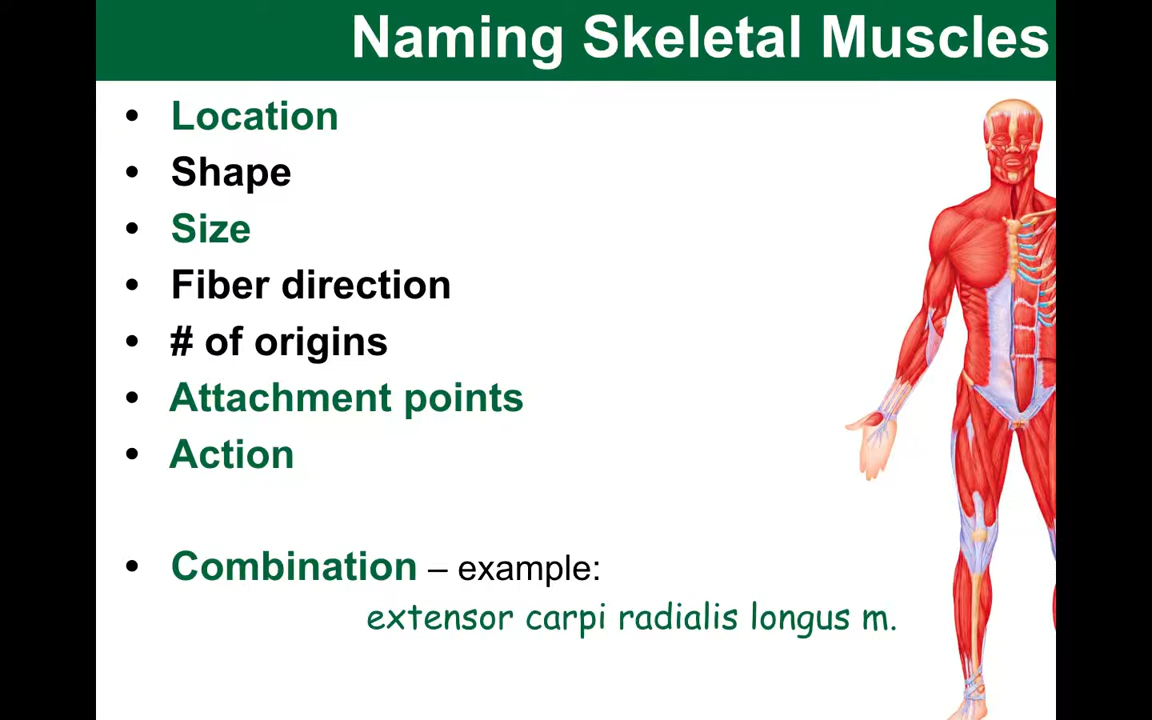 Naming Skeletal Muscles
• Location
• Shape
• Size
• Fiber direction
• # of origins
• Attachment points
• Action
• Combination – example:
extensor carpi radialis longus m.